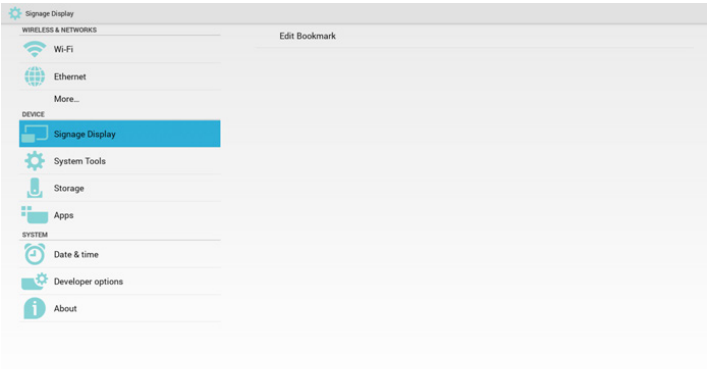 Signage Display
WIRELESS & NETWORKS
Wi-Fi
Ethernet
More...
DEVICE
Signage Display
System Tools
Storage
Apps
SYSTEM
Date & time
Developer options
About
Edit Bookmark